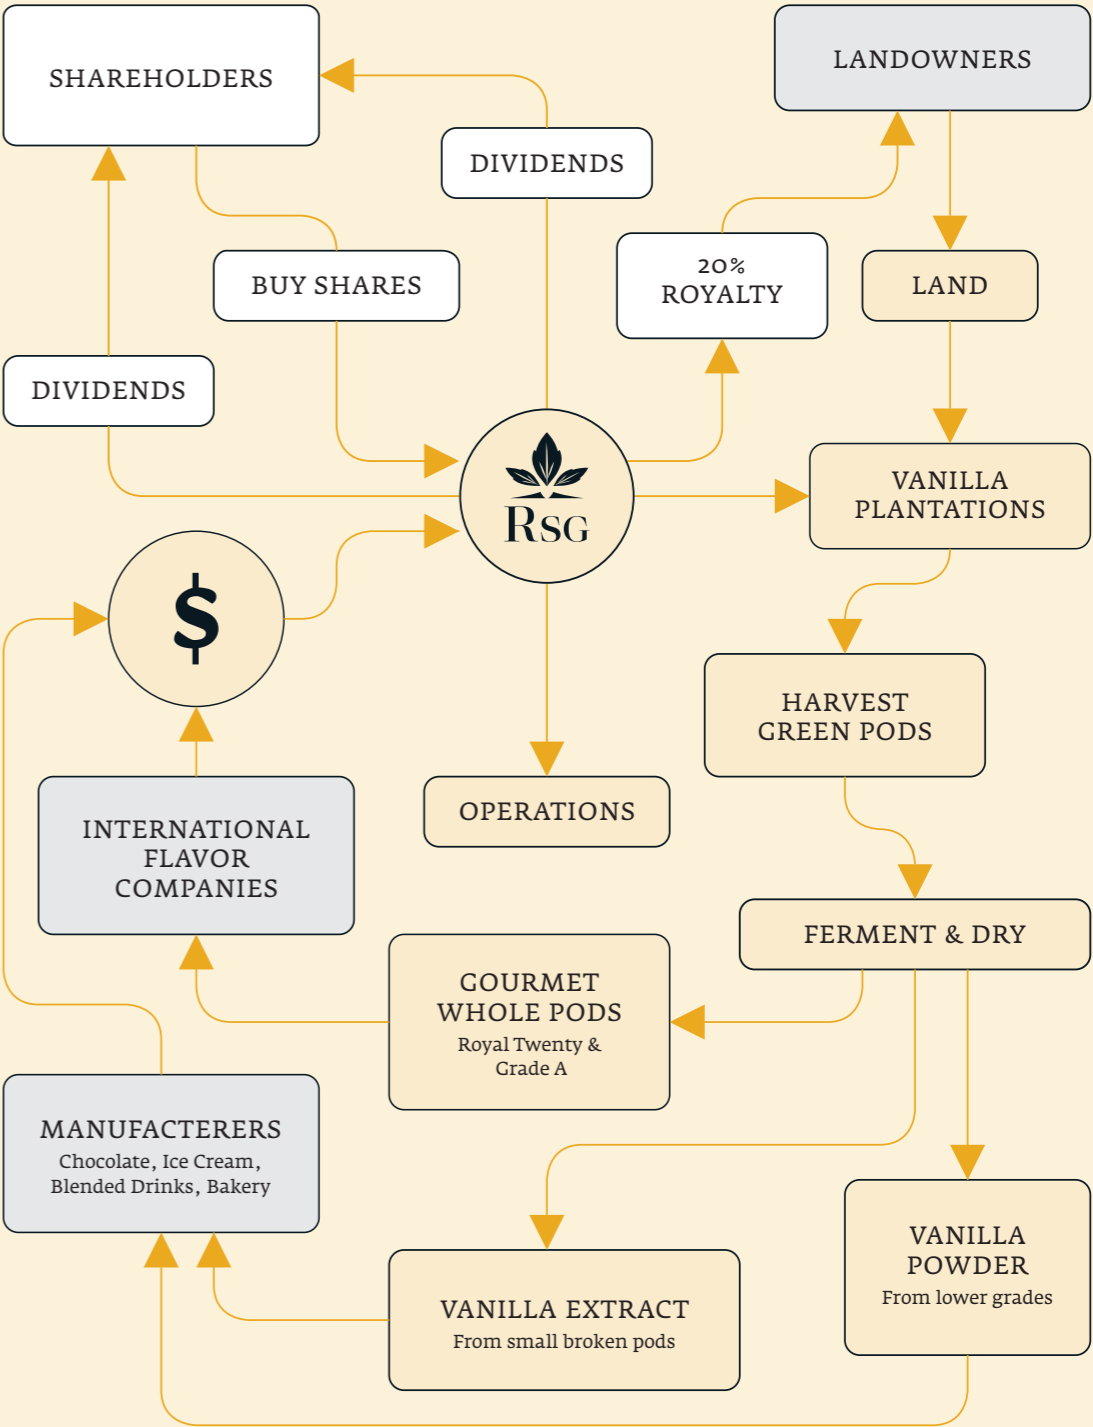 SHAREHOLDERS
LANDOWNERS
DIVIDENDS
BUY SHARES
20%
ROYALTY
LAND
DIVIDENDS
RSG
VANILLA
PLANTATIONS
$
HARVEST
GREEN PODS
OPERATIONS
INTERNATIONAL
FLAVOR
COMPANIES
FERMENT & DRY
GOURMET
WHOLE PODS
Royal Twenty &
Grade A
MANUFACTERERS
Chocolate, Ice Cream,
Blended Drinks, Bakery
VANILLA
POWDER
From lower grades
VANILLA EXTRACT
From small broken pods